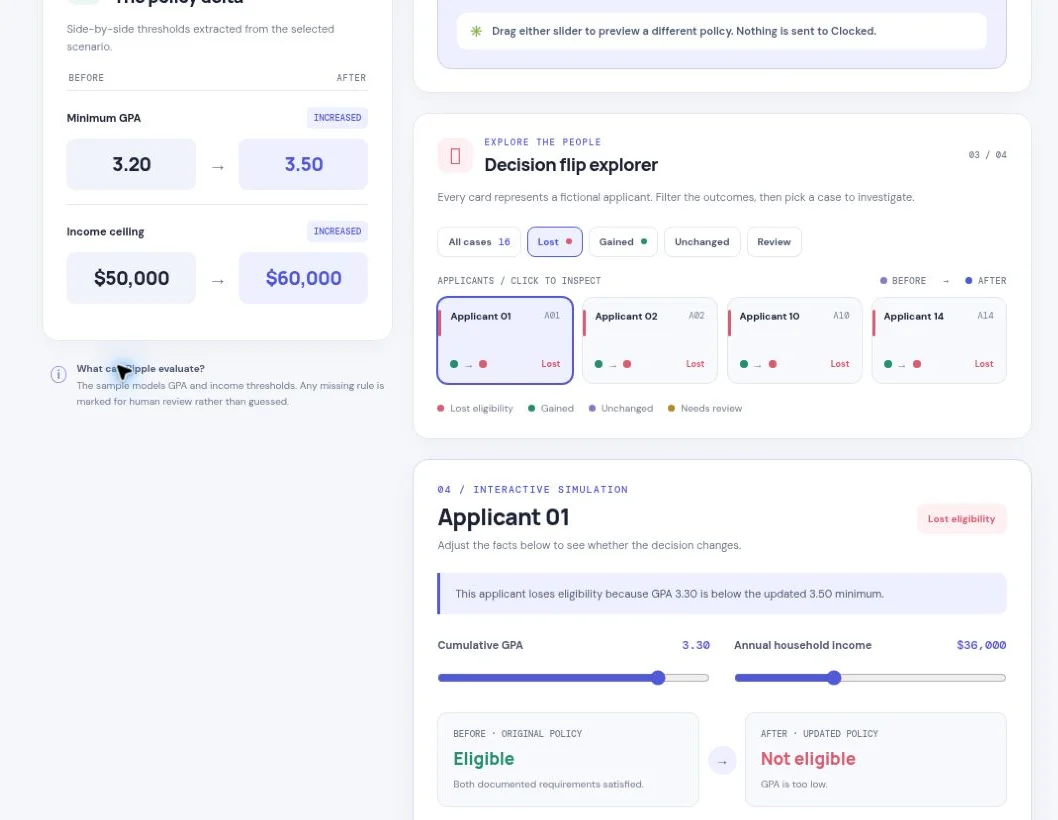 The policy delta
Side-by-side thresholds extracted from the selected
scenario.
BEFORE AFTER
Minimum GPA INCREASED
3.20 → 3.50
Income ceiling INCREASED
$50,000 → $60,000
What can Ripple evaluate?
The sample models GPA and income thresholds. Any missing rule is
marked for human review rather than guessed.
Drag either slider to preview a different policy. Nothing is sent to Clocked.
EXPLORE THE PEOPLE
Decision flip explorer
03 / 04
Every card represents a fictional applicant. Filter the outcomes, then pick a case to investigate.
All cases 16 Lost Gained Unchanged Review
APPLICANTS / CLICK TO INSPECT BEFORE → AFTER
Applicant 01 A01 Applicant 02 A02 Applicant 10 A10 Applicant 14 A14
→ Lost → Lost → Lost → Lost
Lost eligibility Gained Unchanged Needs review
04 / INTERACTIVE SIMULATION
Applicant 01
Lost eligibility
Adjust the facts below to see whether the decision changes.
This applicant loses eligibility because GPA 3.30 is below the updated 3.50 minimum.
Cumulative GPA 3.30 Annual household income $36,000
BEFORE · ORIGINAL POLICY AFTER · UPDATED POLICY
Eligible → Not eligible
Both documented requirements satisfied. GPA is too low.